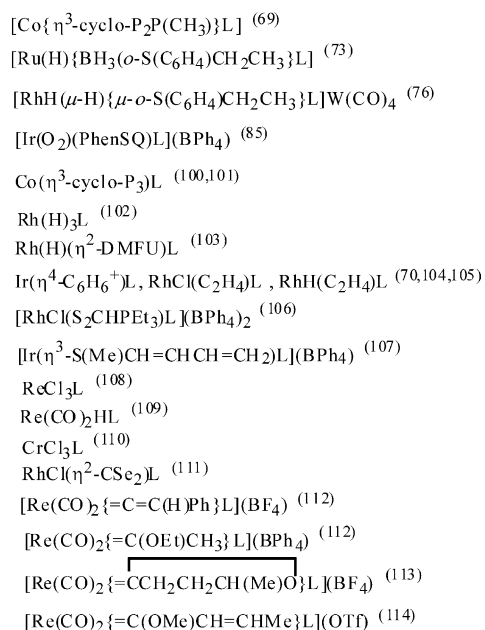 [Co{η³-cyclo-P₂P(CH₃)}L] (69)
[Ru(H){BH₃(o-S(C₆H₄)CH₂CH₃}L] (73)
[RhH(μ-H){μ-o-S(C₆H₄)CH₂CH₃}L]W(CO)₄ (76)
[Ir(O₂)(PhenSQ)L](BPh₄) (85)
Co(η³-cyclo-P₃)L (100,101)
Rh(H)₃L (102)
Rh(H)(η²-DMFU)L (103)
Ir(η⁴-C₆H₆⁺)L, RhCl(C₂H₄)L , RhH(C₂H₄)L (70,104,105)
[RhCl(S₂CHPEt₃)L](BPh₄)₂ (106)
[Ir(η³-S(Me)CH=CHCH=CH₂)L](BPh₄) (107)
ReCl₃L (108)
Re(CO)₂HL (109)
CrCl₃L (110)
RhCl(η²-CSe₂)L (111)
[Re(CO)₂{=C=C(H)Ph}L](BF₄) (112)
[Re(CO)₂{=C(OEt)CH₃}L](BPh₄) (112)
[Re(CO)₂{=CCH₂CH₂CH(Me)O}L](BF₄) (113)
[Re(CO)₂{=C(OMe)CH=CHMe}L](OTf) (114)